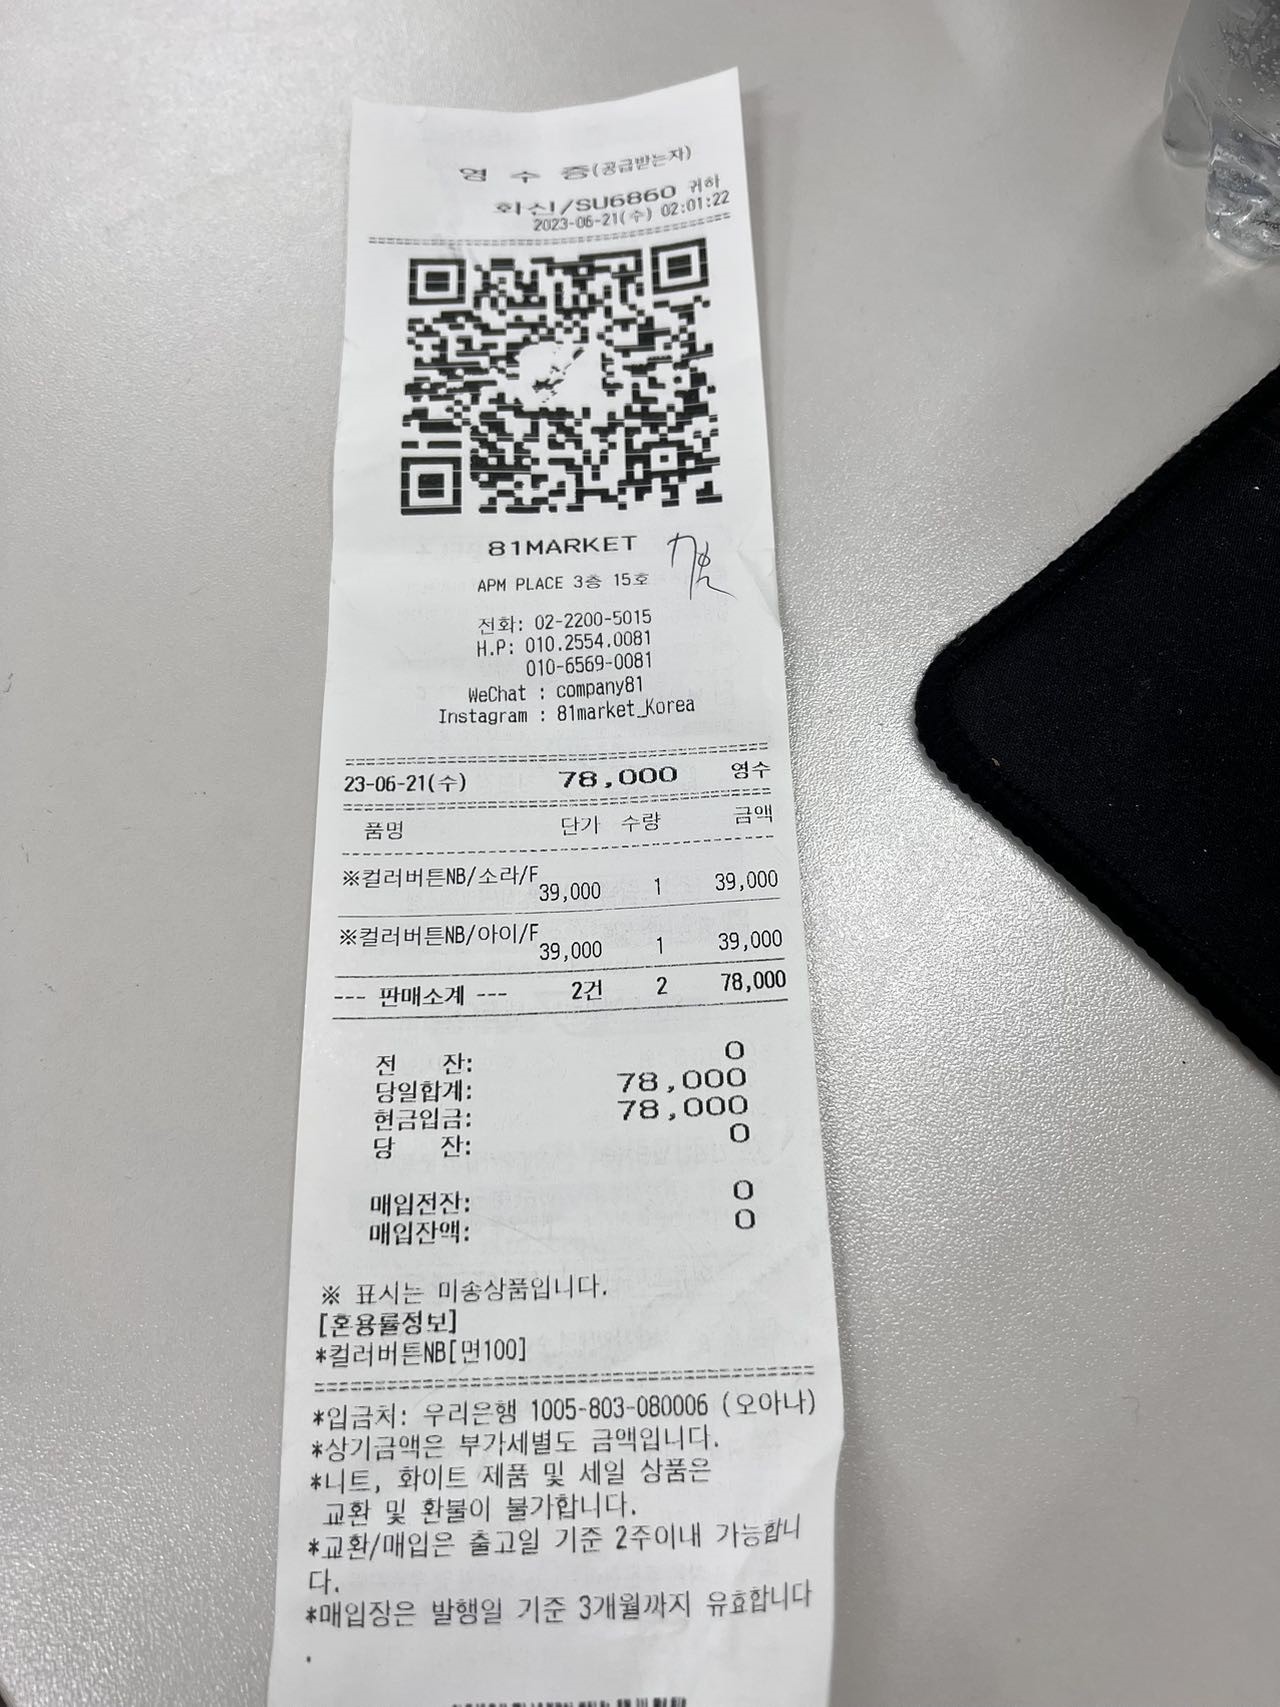 영 수 증(공급받는자)
화신/SU6860 귀하
2023-06-21(수) 02:01:22
81MARKET
APM PLACE 3층 15호
전화: 02-2200-5015
H.P: 010.2554.0081
010-6569-0081
WeChat : company81
Instagram : 81market_Korea
23-06-21(수) 78,000 영수
품명 단가 수량 금액
※컬러버튼NB/소라/F 39,000 1 39,000
※컬러버튼NB/아이/F 39,000 1 39,000
--- 판매소계 --- 2건 2 78,000
전 잔: 0
당일합계: 78,000
현금입금: 78,000
당 잔: 0
매입전잔: 0
매입잔액: 0
※ 표시는 미송상품입니다.
[혼용률정보]
*컬러버튼NB[면100]
*입금처: 우리은행 1005-803-080006 (오아나)
*상기금액은 부가세별도 금액입니다.
*니트, 화이트 제품 및 세일 상품은
교환 및 환불이 불가합니다.
*교환/매입은 출고일 기준 2주이내 가능합니
다.
*매입장은 발행일 기준 3개월까지 유효합니다
.